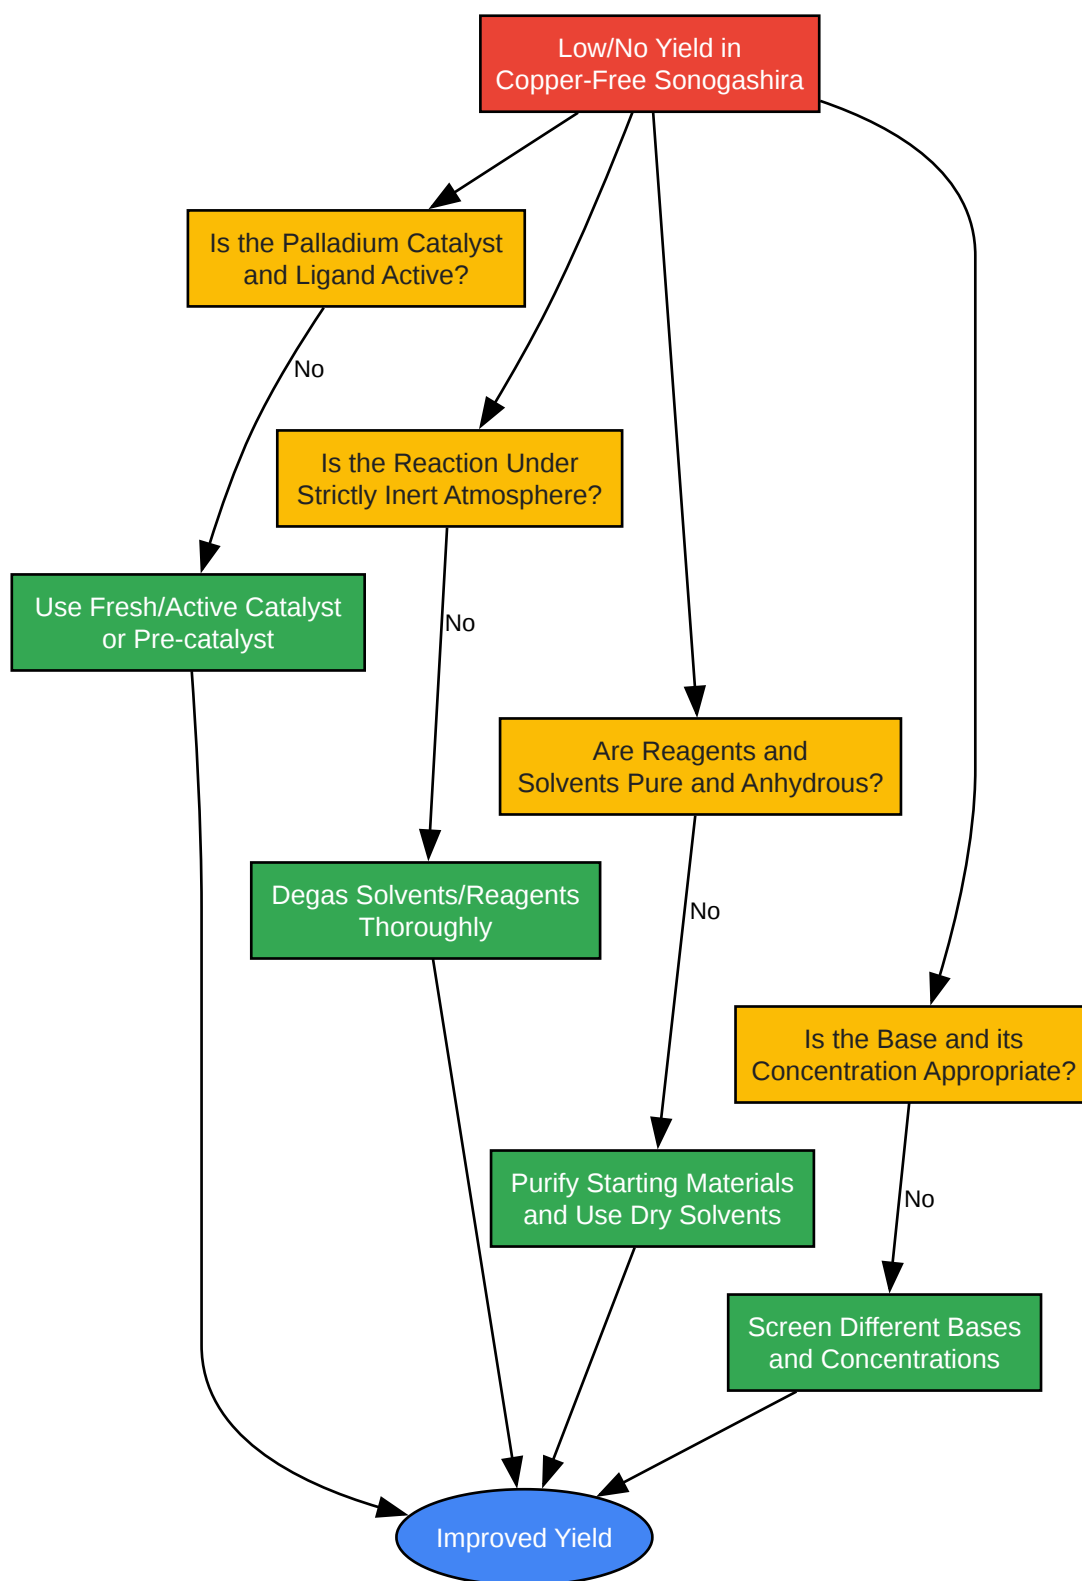 Low/No Yield in
Copper-Free Sonogashira
Is the Palladium Catalyst
and Ligand Active?
No
Is the Reaction Under
Strictly Inert Atmosphere?
Use Fresh/Active Catalyst
or Pre-catalyst
No
Are Reagents and
Solvents Pure and Anhydrous?
Degas Solvents/Reagents
Thoroughly
No
Is the Base and its
Concentration Appropriate?
Purify Starting Materials
and Use Dry Solvents
No
Screen Different Bases
and Concentrations
Improved Yield